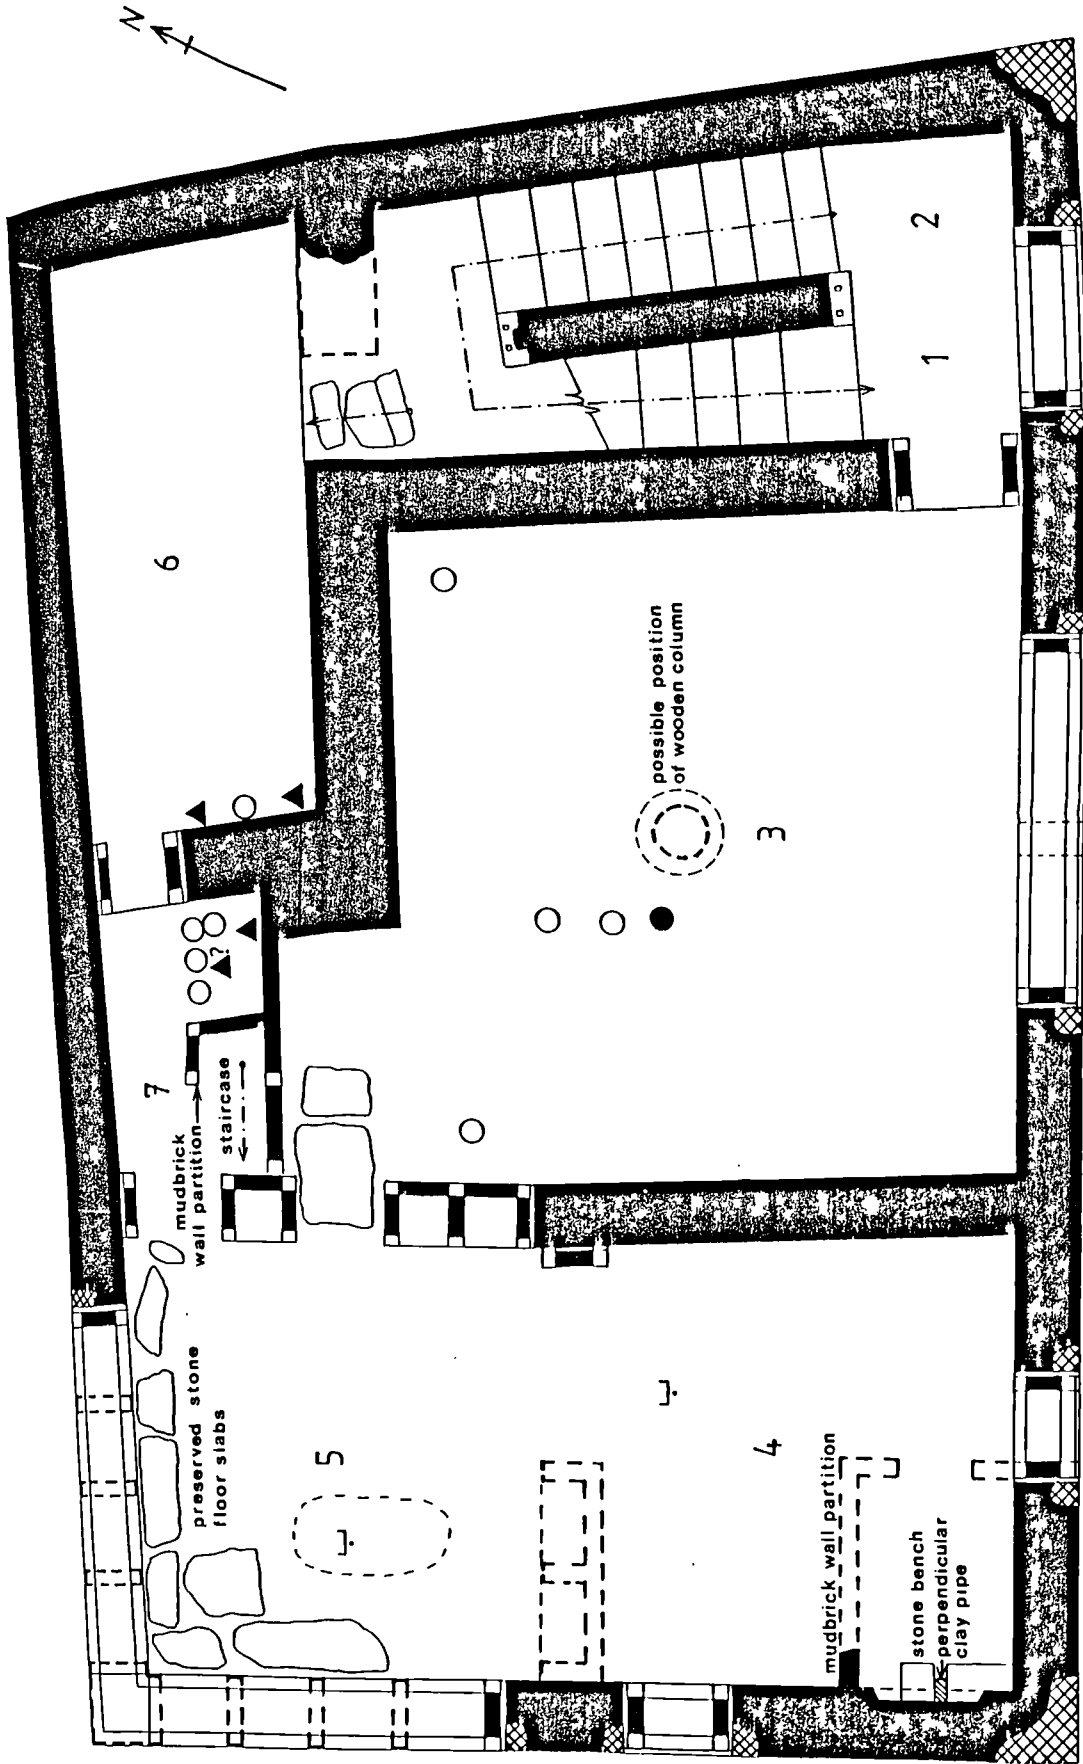 N
6
2
1
possible position
of wooden column
3
7
mudbrick
wall partition
staircase
?
preserved stone
floor slabs
5
4
mudbrick wall partition
stone bench
perpendicular
clay pipe